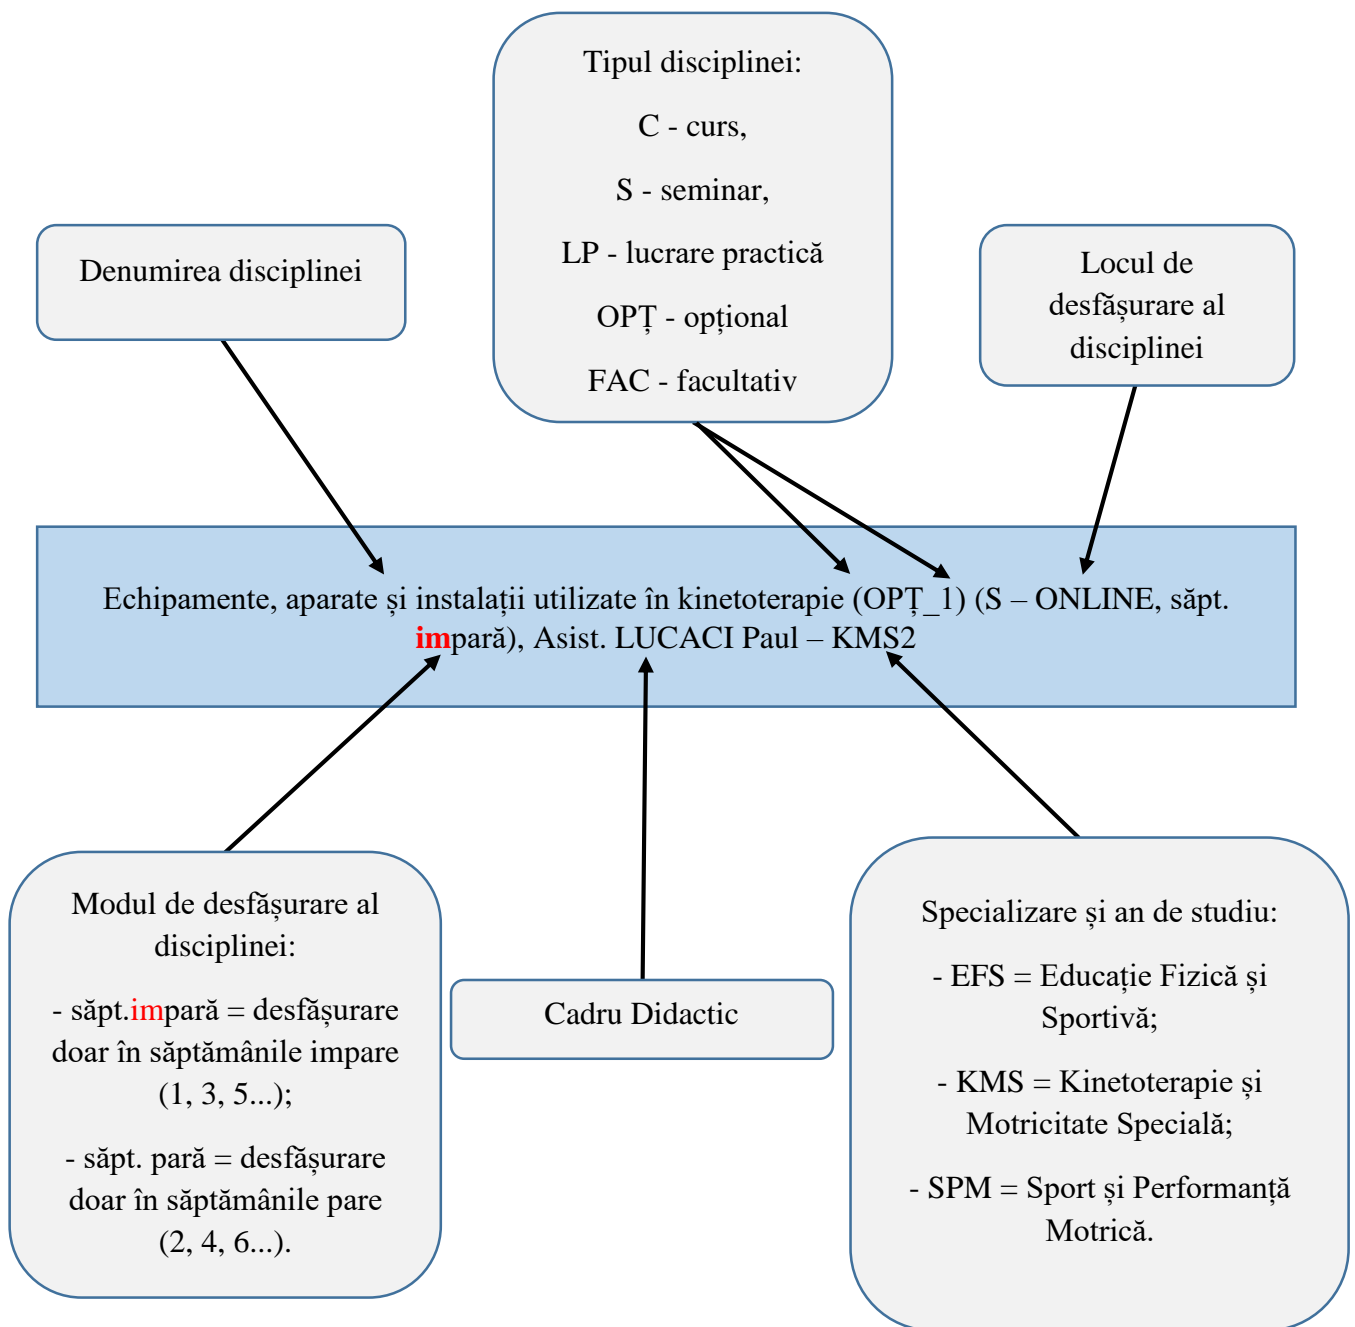 Tipul disciplinei:
C - curs,
S - seminar,
LP - lucrare practică
OPȚ - opțional
FAC - facultativ
Denumirea disciplinei
Locul de
desfășurare al
disciplinei
Echipamente, aparate și instalații utilizate în kinetoterapie (OPȚ_1) (S – ONLINE, săpt.
impară), Asist. LUCACI Paul – KMS2
Modul de desfășurare al
disciplinei:
- săpt.impară = desfășurare
doar în săptămânile impare
(1, 3, 5...);
- săpt. pară = desfășurare
doar în săptămânile pare
(2, 4, 6...).
Cadru Didactic
Specializare și an de studiu:
- EFS = Educație Fizică și
Sportivă;
- KMS = Kinetoterapie și
Motricitate Specială;
- SPM = Sport și Performanță
Motrică.